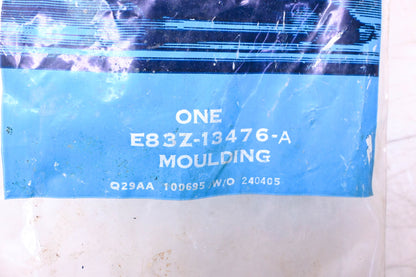 ONE
E83Z-13476-A
MOULDING
Q29AA 100695 W/O 240405